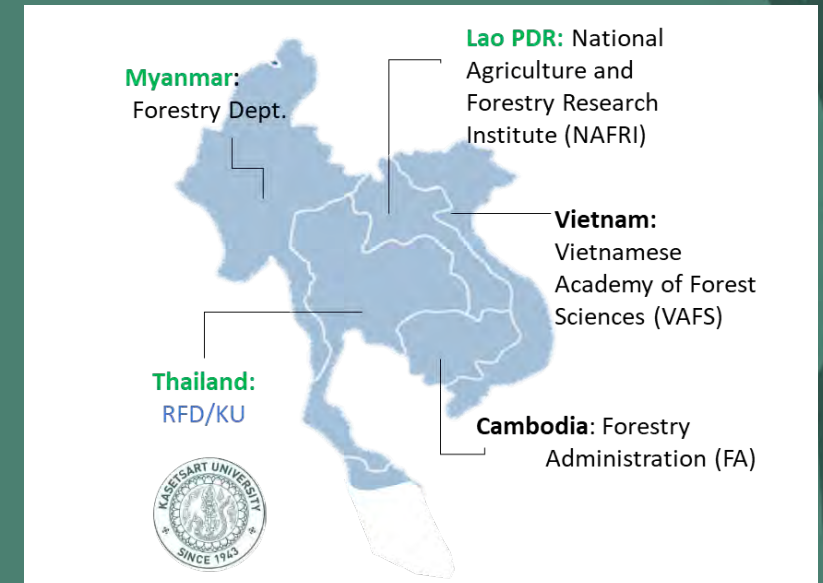 Lao PDR: National
Agriculture and
Forestry Research
Institute (NAFRI)
Myanmar:
Forestry Dept.
Vietnam:
Vietnamese
Academy of Forest
Sciences (VAFS)
Thailand:
RFD/KU
Cambodia: Forestry
Administration (FA)
KASETSART UNIVERSITY
SINCE 1943